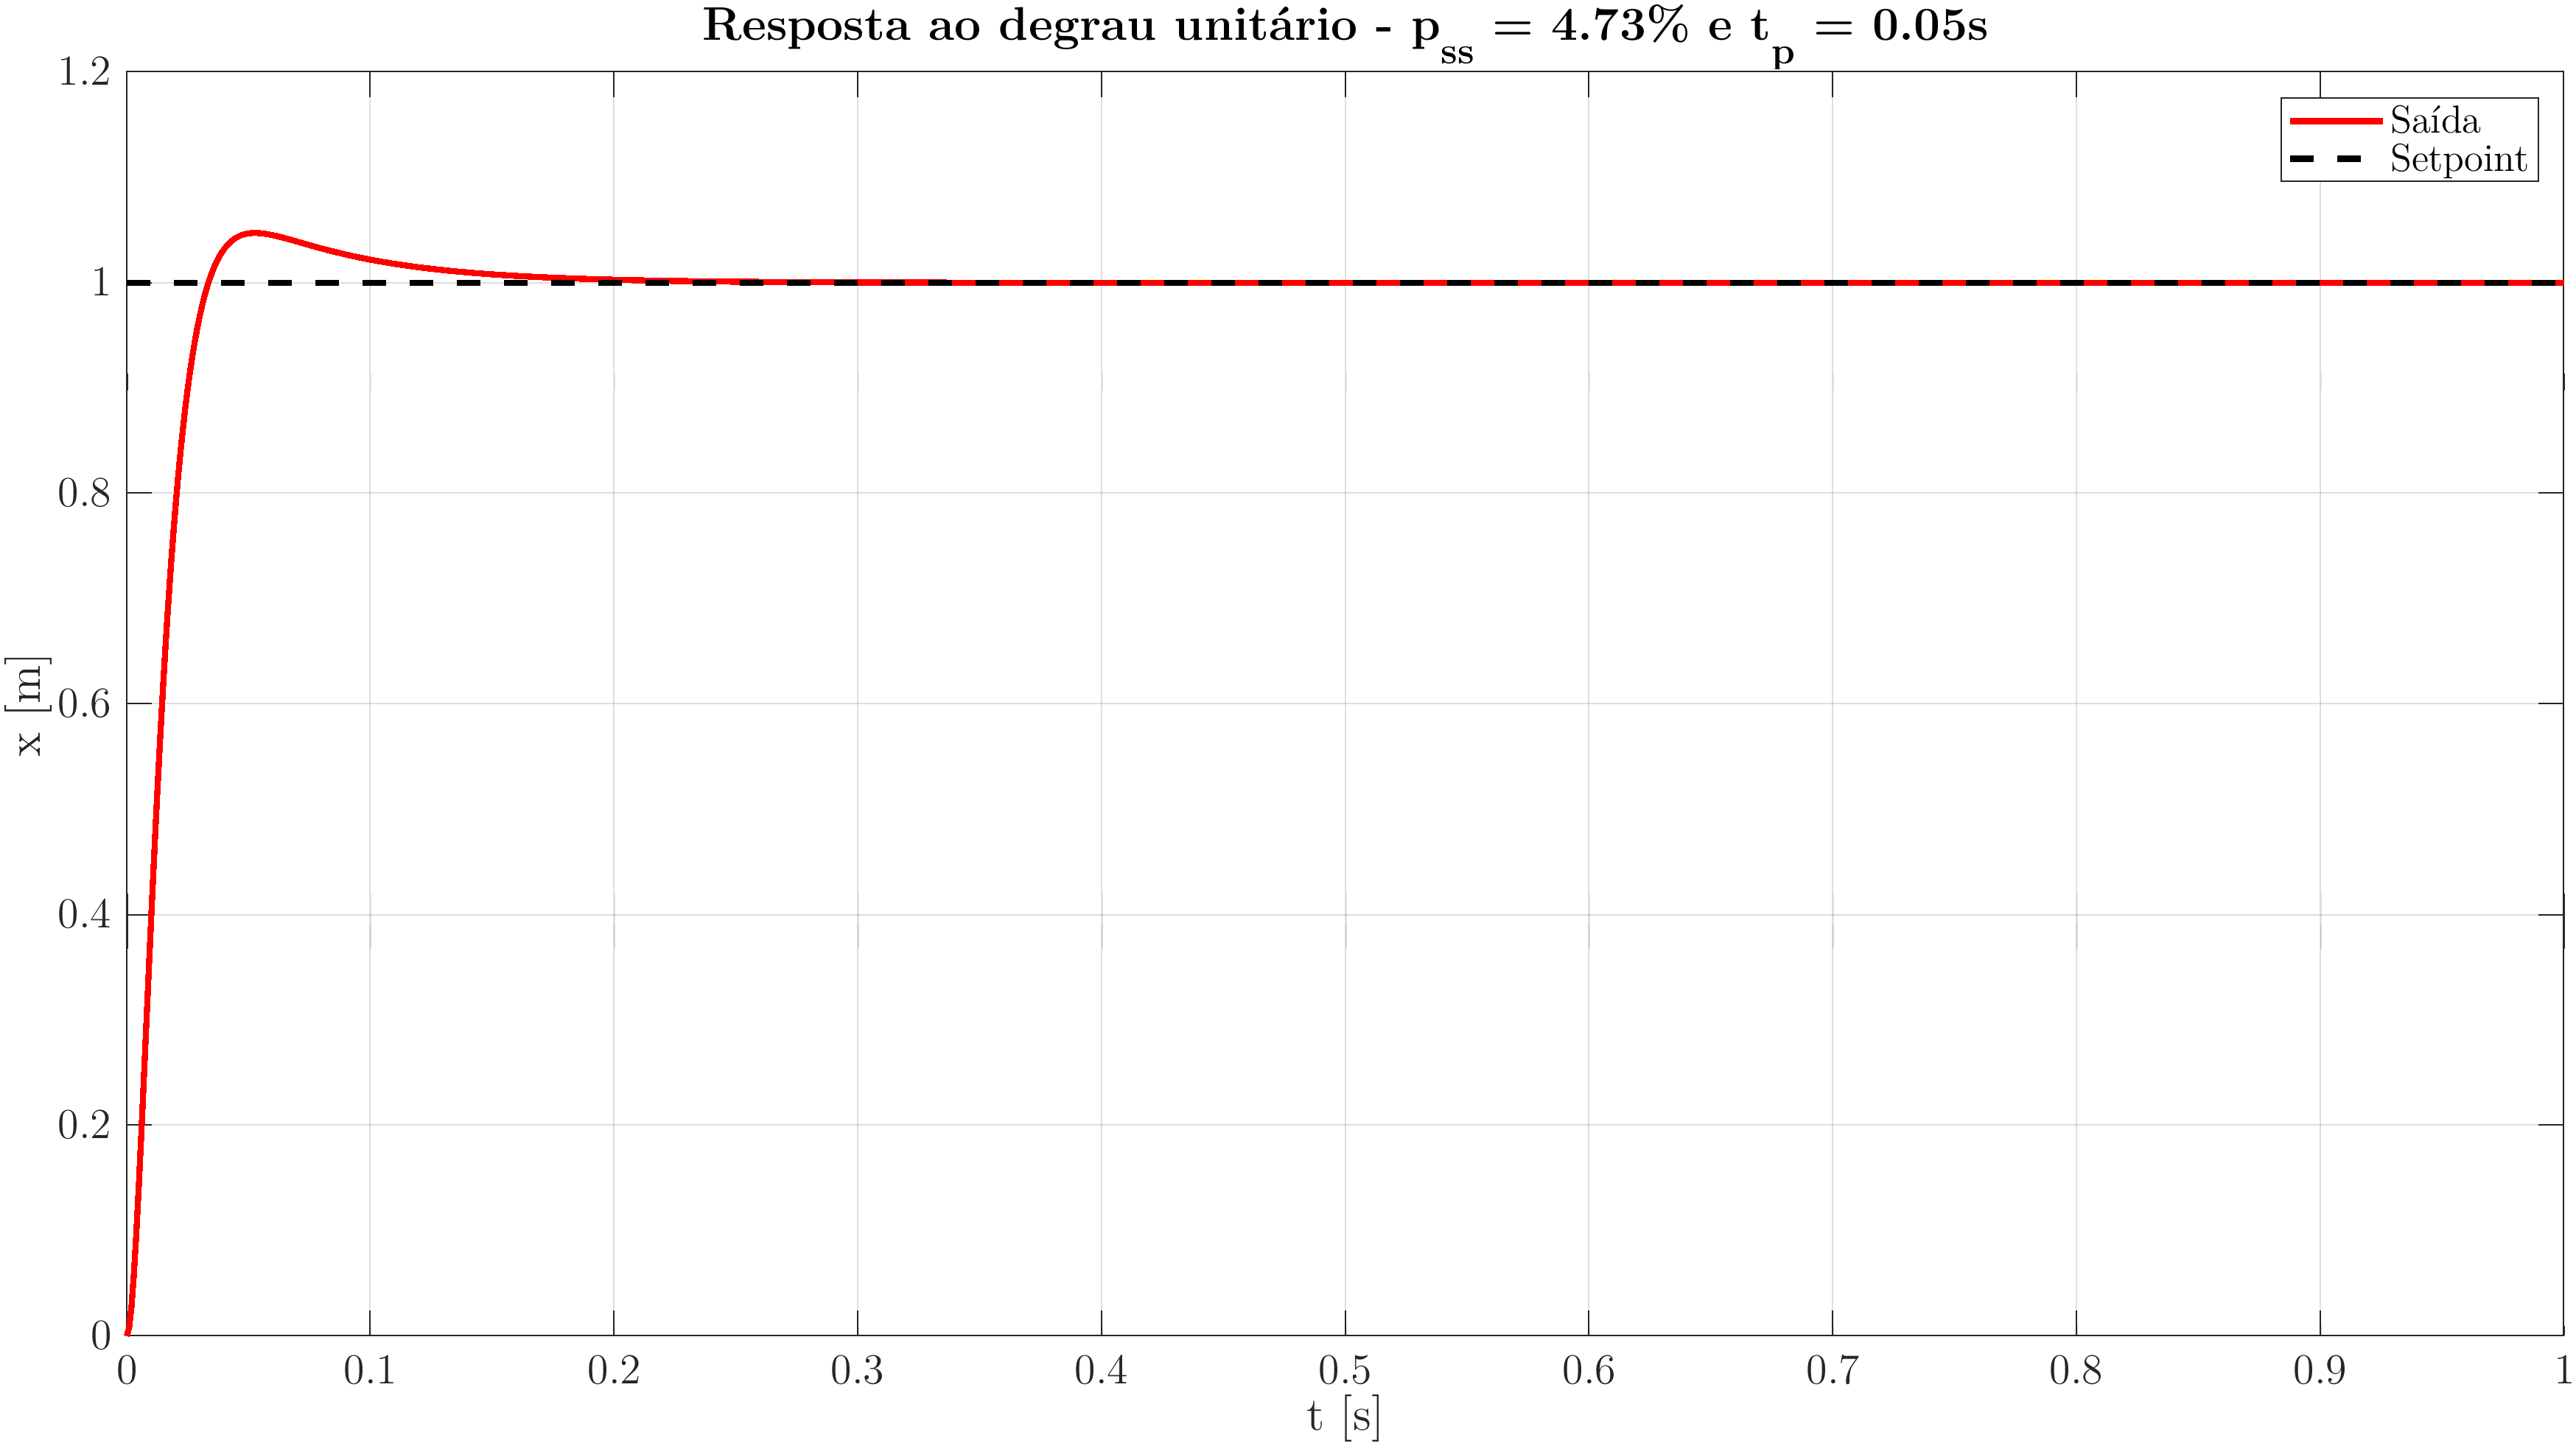 Resposta ao degrau unitário - pss = 4.73% e tp = 0.05s
1.2
Saída
Setpoint
1
0.8
0.6
x [m]
0.4
0.2
0
0 0.1 0.2 0.3 0.4 0.5 0.6 0.7 0.8 0.9 1
t [s]